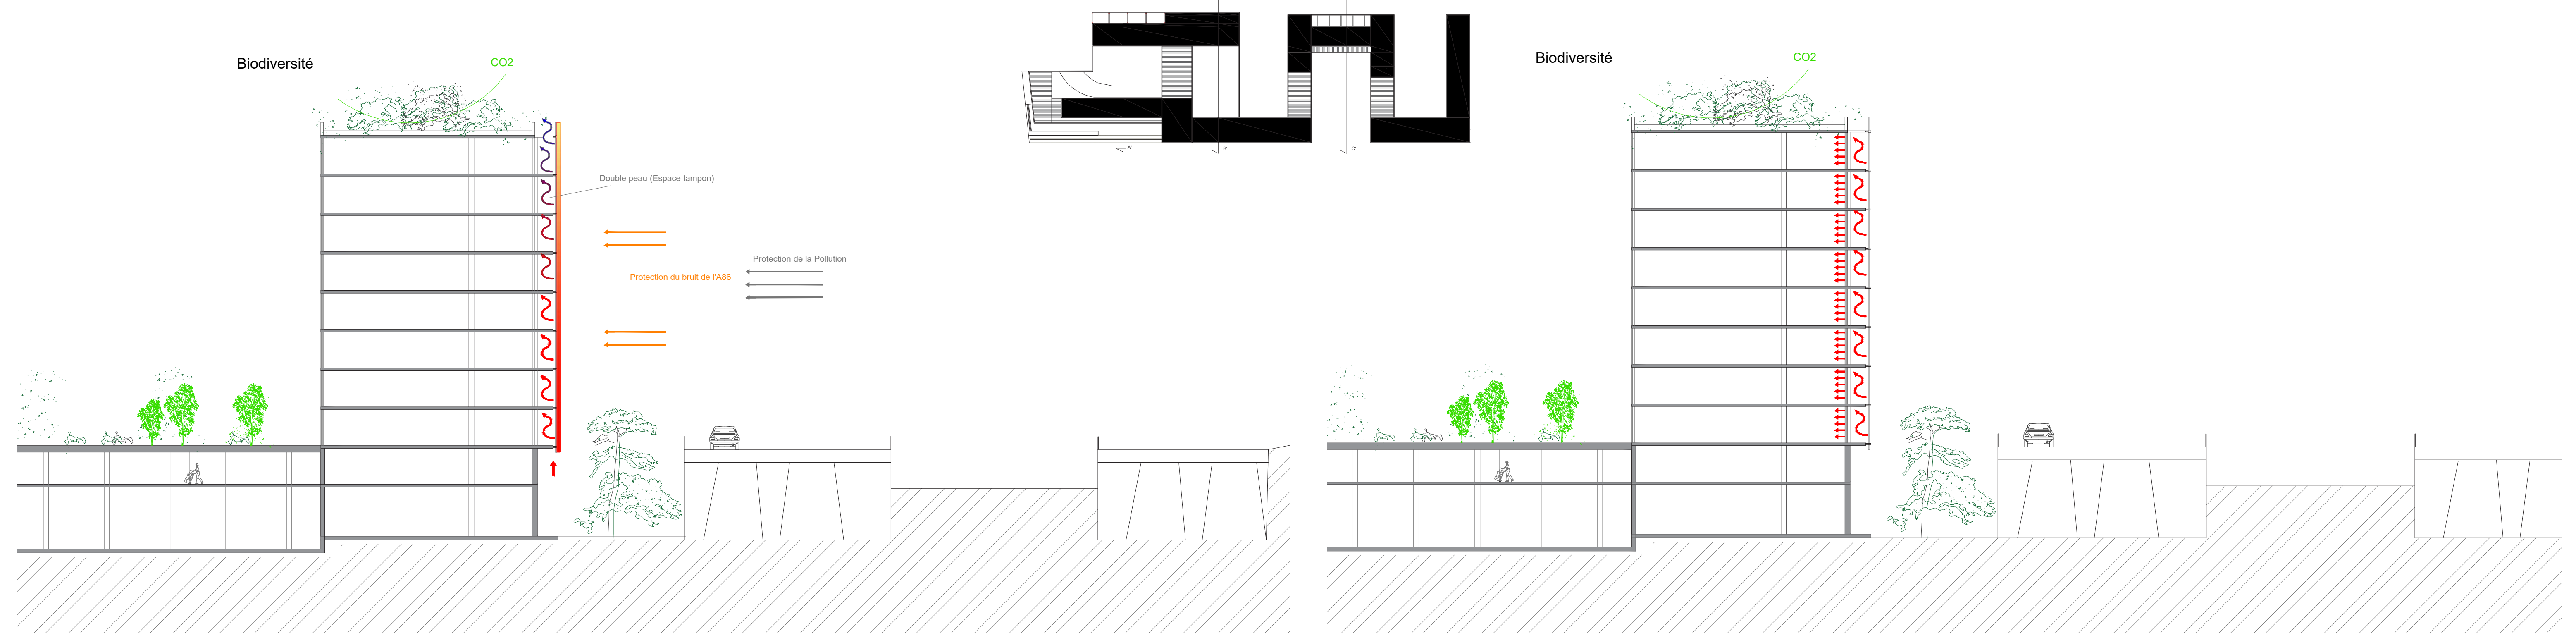 Biodiversité
CO2
Double peau (Espace tampon)
Protection de la Pollution
Protection du bruit de l'A86
A'
B'
C'
Biodiversité
CO2